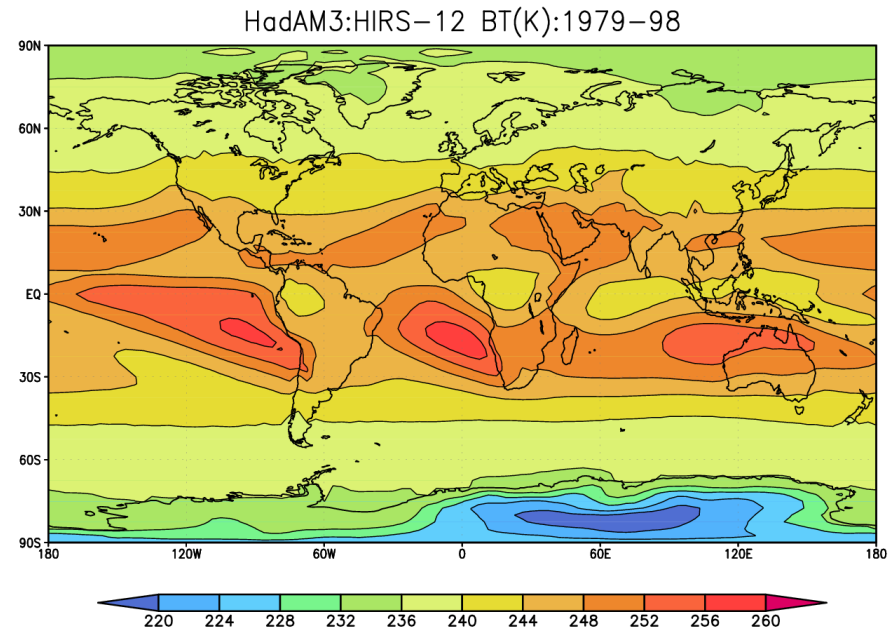 HadAM3:HIRS−12 BT(K):1979−98
90N
60N
30N
EQ
30S
60S
90S
180 120W 60W 0 60E 120E 180
220 224 228 232 236 240 244 248 252 256 260